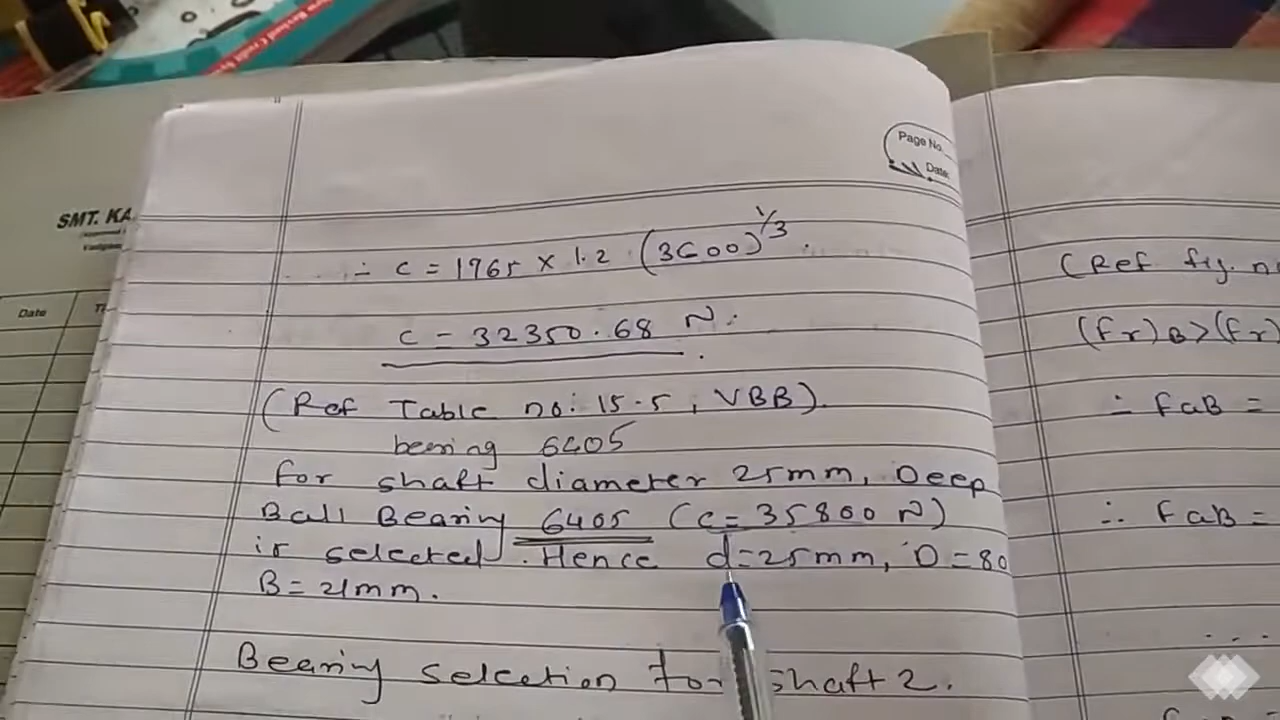 SMT. KA
Date
Page No.
Date:
∴ C = 1965 × 1.2 (3600)^1/3.
C = 32350.68 N.
(Ref Table no: 15.5, VBB).
bearing 6405
for shaft diameter 25mm, Deep
Ball Bearing 6405 (C = 35800 N)
is selected. Hence d=25mm, D=80
B = 21mm.
Bearing selection for shaft 2.
(Ref fig. n
(Fr)B>(Fr)
∴ FaB =
∴ FaB =